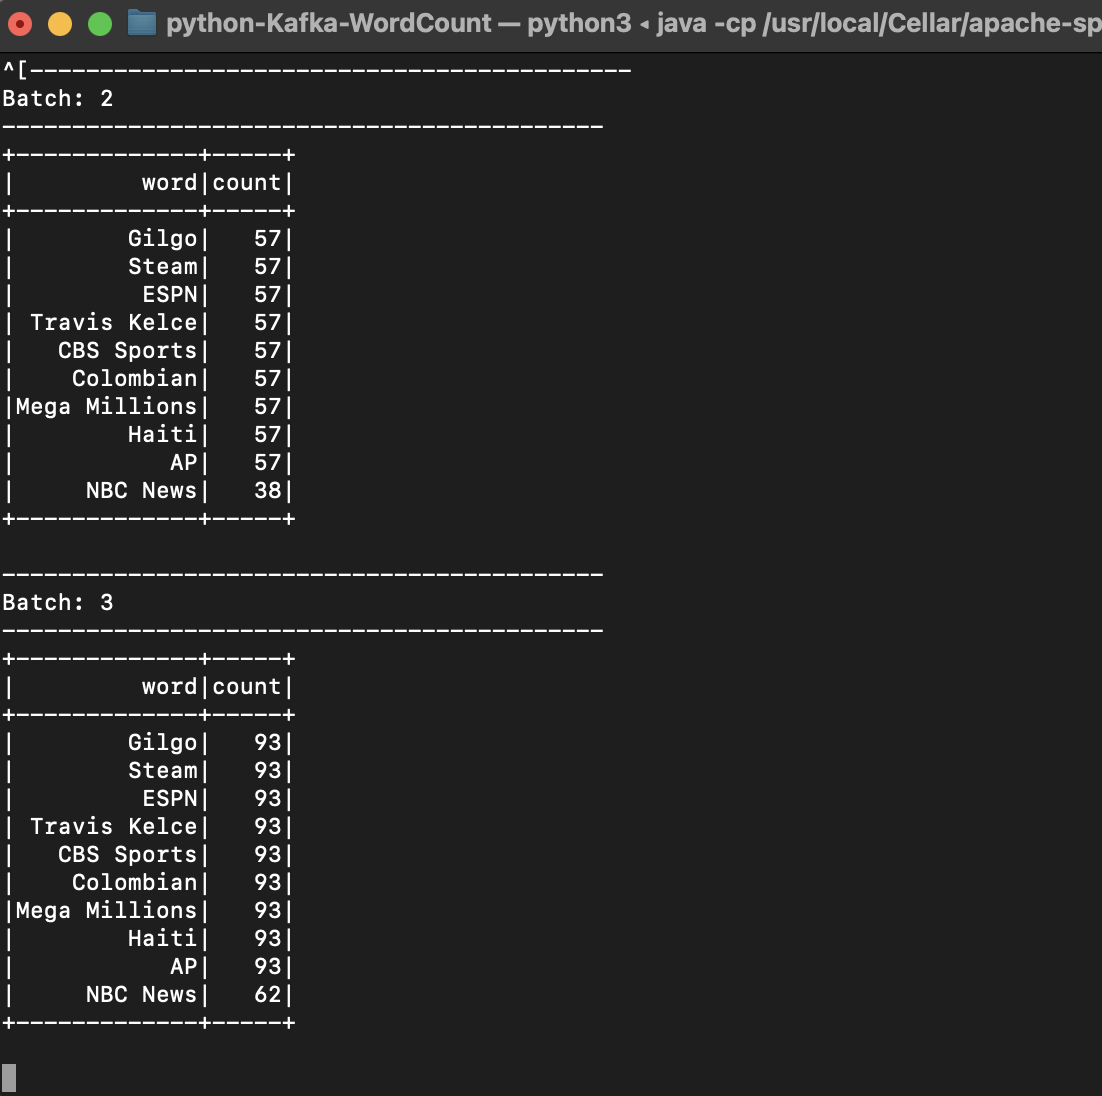 python-Kafka-WordCount — python3 ◂ java -cp /usr/local/Cellar/apache-sp
^[-------------------------------------------
Batch: 2
-------------------------------------------
+-------------+-----+
|         word|count|
+-------------+-----+
|        Gilgo|   57|
|        Steam|   57|
|         ESPN|   57|
| Travis Kelce|   57|
|   CBS Sports|   57|
|    Colombian|   57|
|Mega Millions|   57|
|        Haiti|   57|
|           AP|   57|
|     NBC News|   38|
+-------------+-----+

-------------------------------------------
Batch: 3
-------------------------------------------
+-------------+-----+
|         word|count|
+-------------+-----+
|        Gilgo|   93|
|        Steam|   93|
|         ESPN|   93|
| Travis Kelce|   93|
|   CBS Sports|   93|
|    Colombian|   93|
|Mega Millions|   93|
|        Haiti|   93|
|           AP|   93|
|     NBC News|   62|
+-------------+-----+